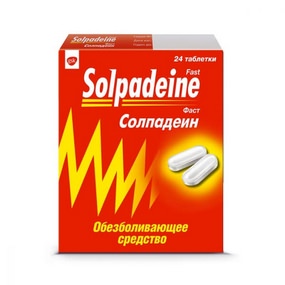 24 таблетки
Solpadeine
Fast
Фаст
Солпадеин
Обезболивающее
средство